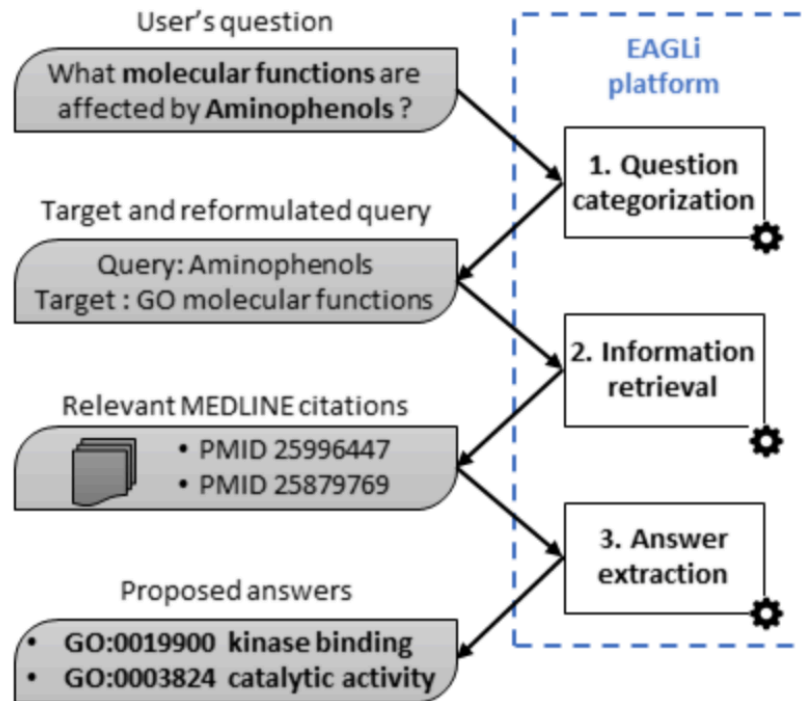 User's question
What molecular functions are
affected by Aminophenols ?
EAGLi
platform
1. Question
categorization
Target and reformulated query
Query: Aminophenols
Target : GO molecular functions
2. Information
retrieval
Relevant MEDLINE citations
• PMID 25996447
• PMID 25879769
3. Answer
extraction
Proposed answers
• GO:0019900 kinase binding
• GO:0003824 catalytic activity